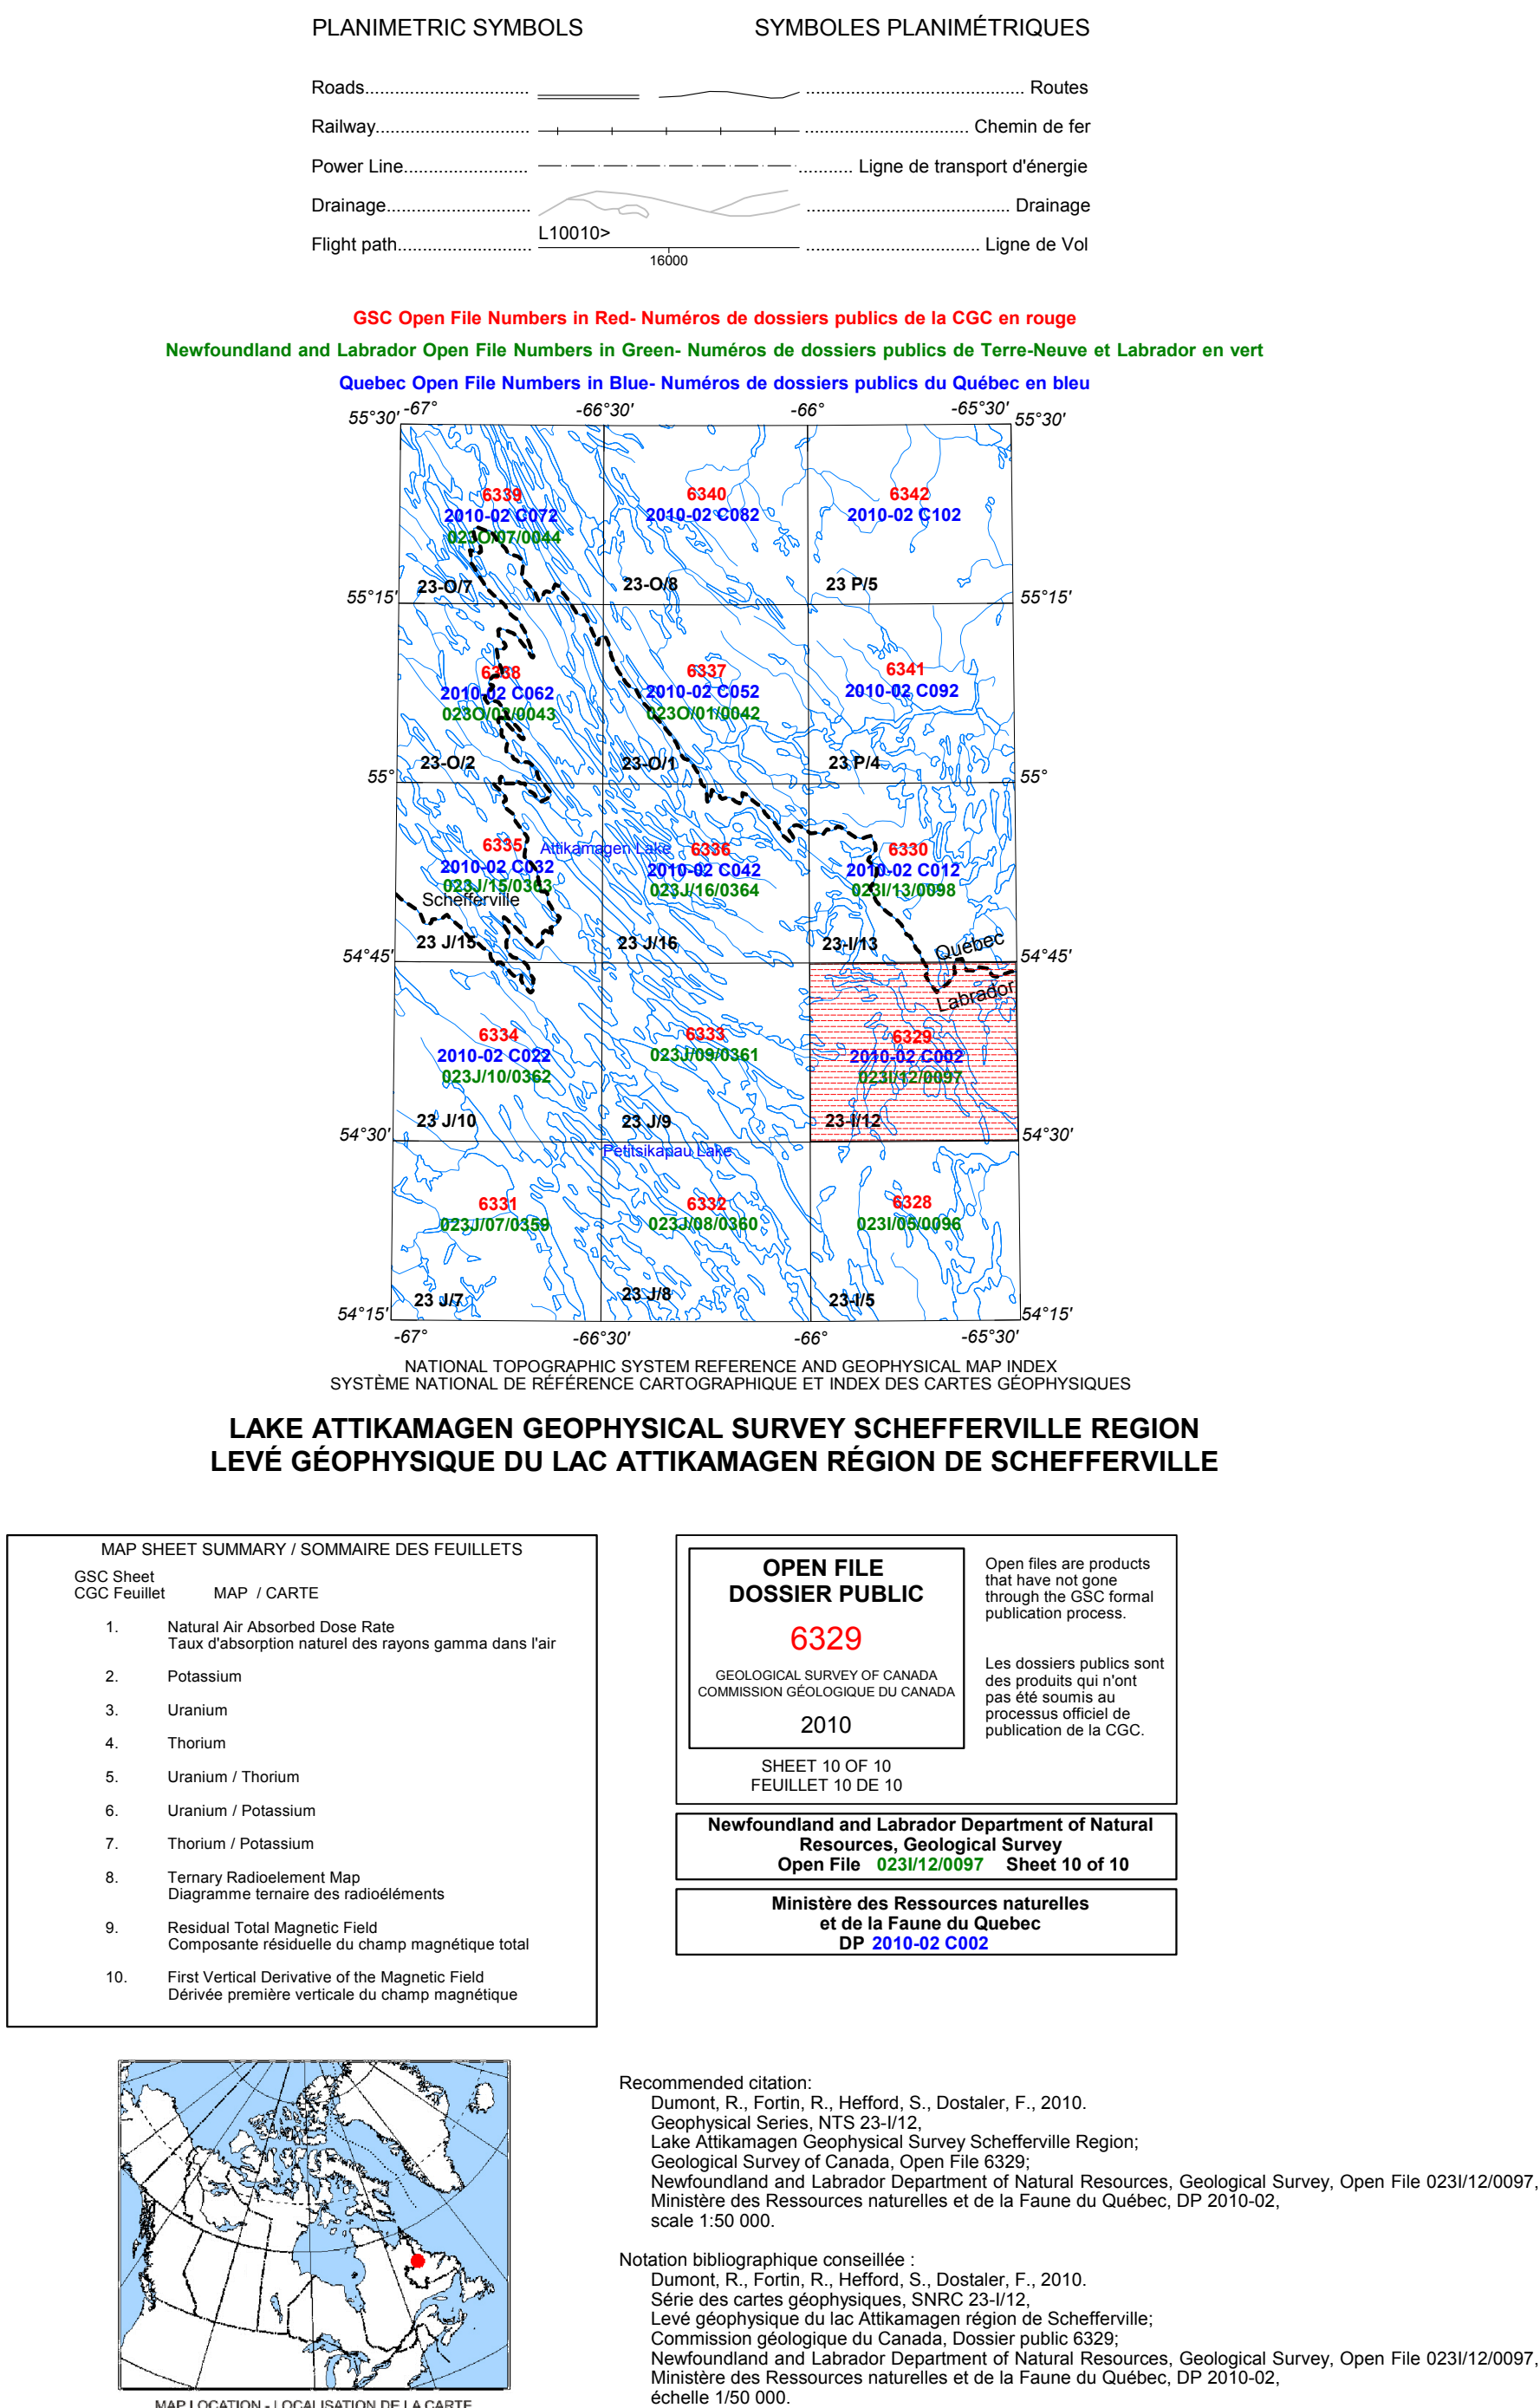 PLANIMETRIC SYMBOLS SYMBOLES PLANIMÉTRIQUES
Roads................................. ............................................ Routes
Railway............................... ................................. Chemin de fer
Power Line......................... ........... Ligne de transport d'énergie
Drainage............................. ......................................... Drainage
Flight path........................... L10010> ................................... Ligne de Vol
16000
GSC Open File Numbers in Red- Numéros de dossiers publics de la CGC en rouge
Newfoundland and Labrador Open File Numbers in Green- Numéros de dossiers publics de Terre-Neuve et Labrador en vert
Quebec Open File Numbers in Blue- Numéros de dossiers publics du Québec en bleu
-67° -66°30' -66° -65°30'
55°30' 55°30'
6339 6340 6342
2010-02 C072 2010-02 C082 2010-02 C102
023O/07/0044
23-O/7 23-O/8 23 P/5
55°15' 55°15'
6338 6337 6341
2010-02 C062 2010-02 C052 2010-02 C092
023O/02/0043 023O/01/0042
23-O/2 23-O/1 23 P/4
55° 55°
6335 Attikamagen Lake 6336 6330
2010-02 C032 2010-02 C042 2010-02 C012
023J/15/0363 023J/16/0364 023I/13/0098
Schefferville
23 J/15 23 J/16 23-I/13 Québec
54°45' 54°45'
Labrador
6334 6333 6329
2010-02 C022 023J/09/0361 2010-02 C002
023J/10/0362 023I/12/0097
23 J/10 23 J/9 23-I/12
54°30' 54°30'
Petitsikapau Lake
6331 6332 6328
023J/07/0359 023J/08/0360 023I/05/0096
23 J/7 23 J/8 23-I/5
54°15' 54°15'
-67° -66°30' -66° -65°30'
NATIONAL TOPOGRAPHIC SYSTEM REFERENCE AND GEOPHYSICAL MAP INDEX
SYSTÈME NATIONAL DE RÉFÉRENCE CARTOGRAPHIQUE ET INDEX DES CARTES GÉOPHYSIQUES
LAKE ATTIKAMAGEN GEOPHYSICAL SURVEY SCHEFFERVILLE REGION
LEVÉ GÉOPHYSIQUE DU LAC ATTIKAMAGEN RÉGION DE SCHEFFERVILLE
MAP SHEET SUMMARY / SOMMAIRE DES FEUILLETS
GSC Sheet
CGC Feuillet MAP / CARTE
1. Natural Air Absorbed Dose Rate
Taux d'absorption naturel des rayons gamma dans l'air
2. Potassium
3. Uranium
4. Thorium
5. Uranium / Thorium
6. Uranium / Potassium
7. Thorium / Potassium
8. Ternary Radioelement Map
Diagramme ternaire des radioéléments
9. Residual Total Magnetic Field
Composante résiduelle du champ magnétique total
10. First Vertical Derivative of the Magnetic Field
Dérivée première verticale du champ magnétique
OPEN FILE
DOSSIER PUBLIC
6329
GEOLOGICAL SURVEY OF CANADA
COMMISSION GÉOLOGIQUE DU CANADA
2010
SHEET 10 OF 10
FEUILLET 10 DE 10
Open files are products
that have not gone
through the GSC formal
publication process.
Les dossiers publics sont
des produits qui n'ont
pas été soumis au
processus officiel de
publication de la CGC.
Newfoundland and Labrador Department of Natural
Resources, Geological Survey
Open File 023I/12/0097 Sheet 10 of 10
Ministère des Ressources naturelles
et de la Faune du Quebec
DP 2010-02 C002
MAP LOCATION - LOCALISATION DE LA CARTE
Recommended citation:
Dumont, R., Fortin, R., Hefford, S., Dostaler, F., 2010.
Geophysical Series, NTS 23-I/12,
Lake Attikamagen Geophysical Survey Schefferville Region;
Geological Survey of Canada, Open File 6329;
Newfoundland and Labrador Department of Natural Resources, Geological Survey, Open File 023I/12/0097,
Ministère des Ressources naturelles et de la Faune du Québec, DP 2010-02,
scale 1:50 000.
Notation bibliographique conseillée :
Dumont, R., Fortin, R., Hefford, S., Dostaler, F., 2010.
Série des cartes géophysiques, SNRC 23-I/12,
Levé géophysique du lac Attikamagen région de Schefferville;
Commission géologique du Canada, Dossier public 6329;
Newfoundland and Labrador Department of Natural Resources, Geological Survey, Open File 023I/12/0097,
Ministère des Ressources naturelles et de la Faune du Québec, DP 2010-02,
échelle 1/50 000.